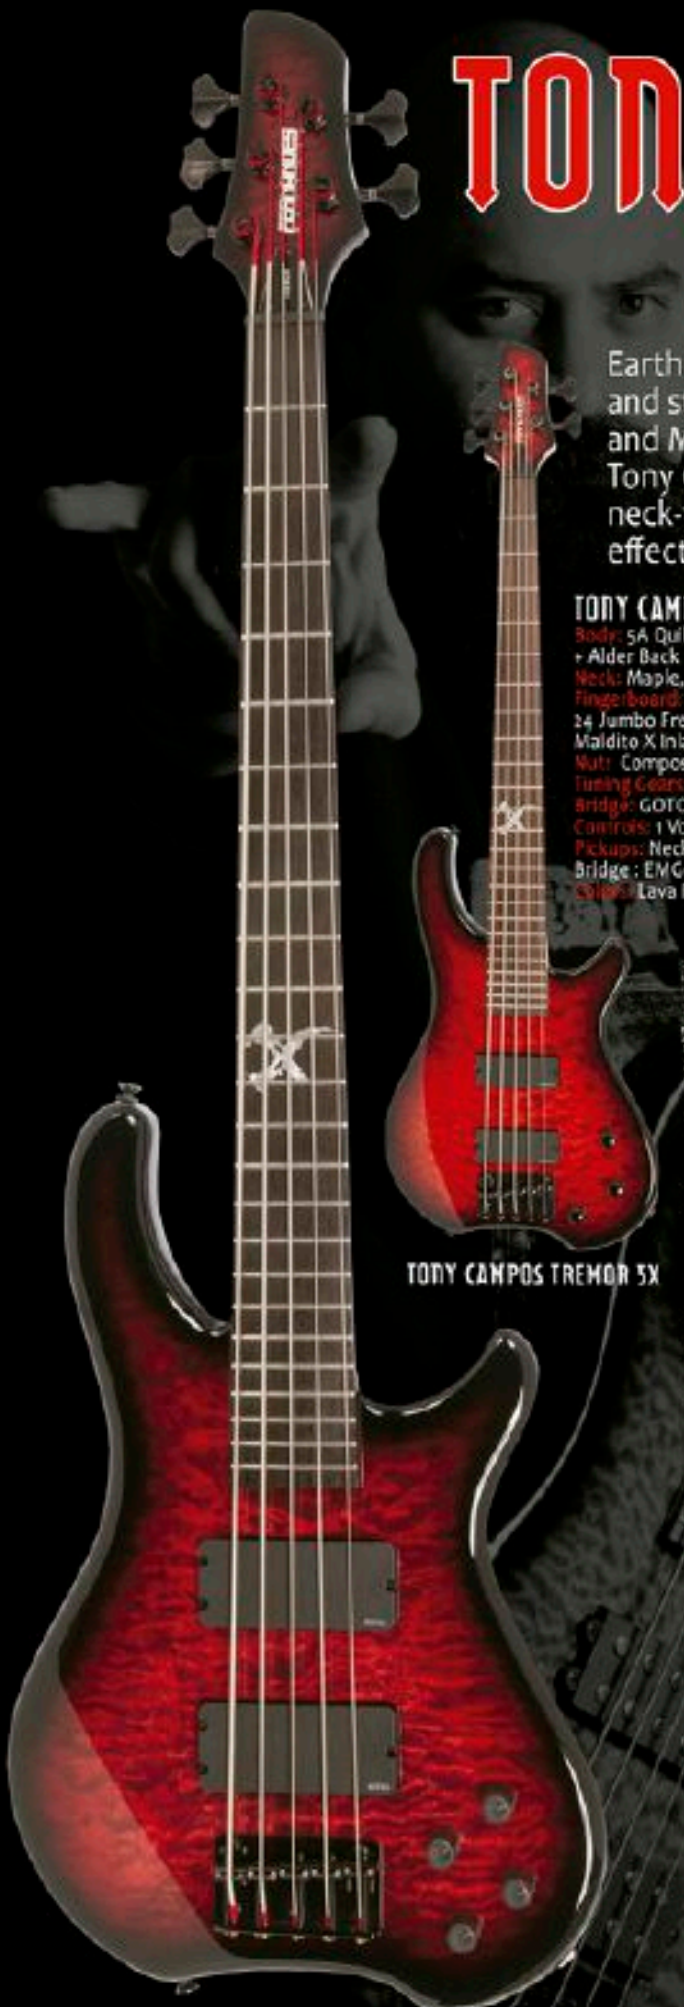 TON
Earth
and s
and M
Tony
neck-
effect
TONY CAM
Body: 5A Quil
+ Alder Back
Neck: Maple,
Fingerboard:
24 Jumbo Fre
Maldito X Inl
Nut: Compos
Tuning Gears
Bridge: GOTO
Controls: 1 Vo
Pickups: Neck
Bridge : EMG
Colors: Lava
TONY CAMPOS TREMOR 5X
FERNANDES